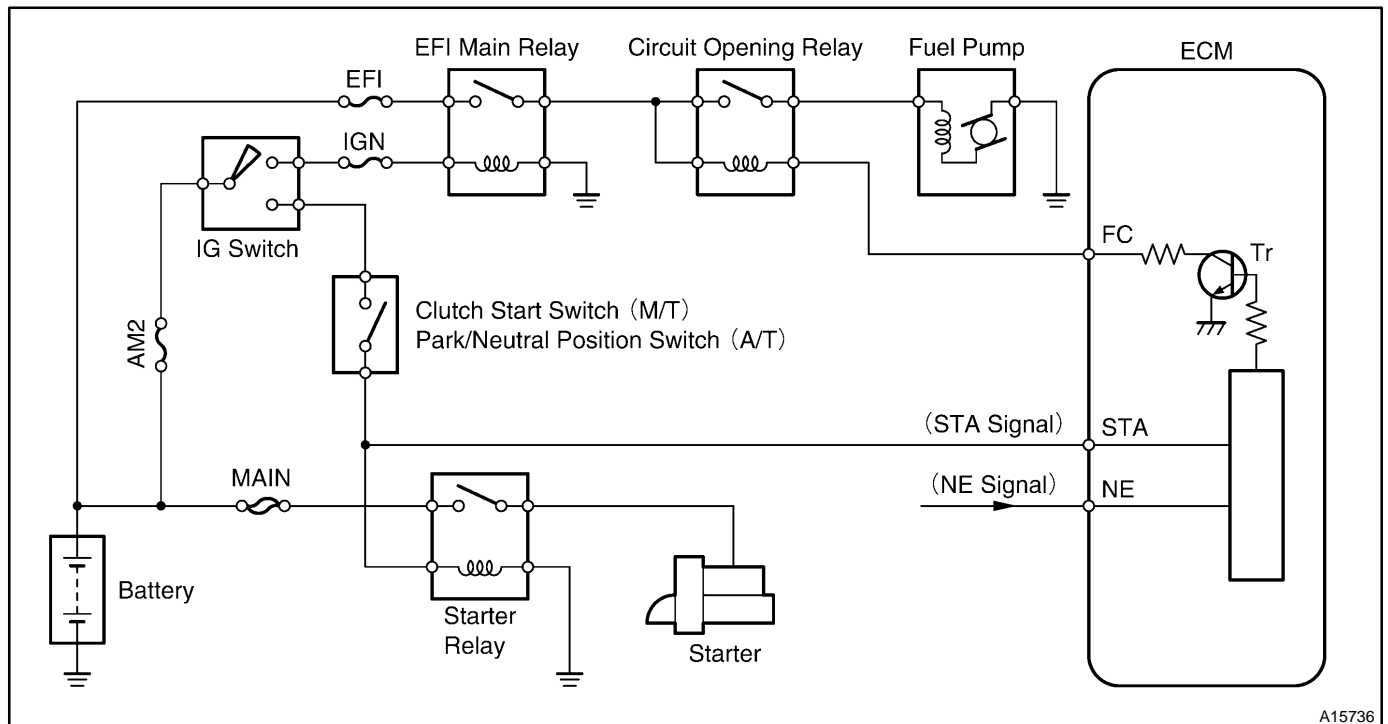 EFI Main Relay
Circuit Opening Relay
Fuel Pump
ECM
EFI
IGN
IG Switch
FC
Tr
Clutch Start Switch (M/T)
Park/Neutral Position Switch (A/T)
AM2
(STA Signal)
STA
MAIN
(NE Signal)
NE
Battery
Starter
Relay
Starter
A15736